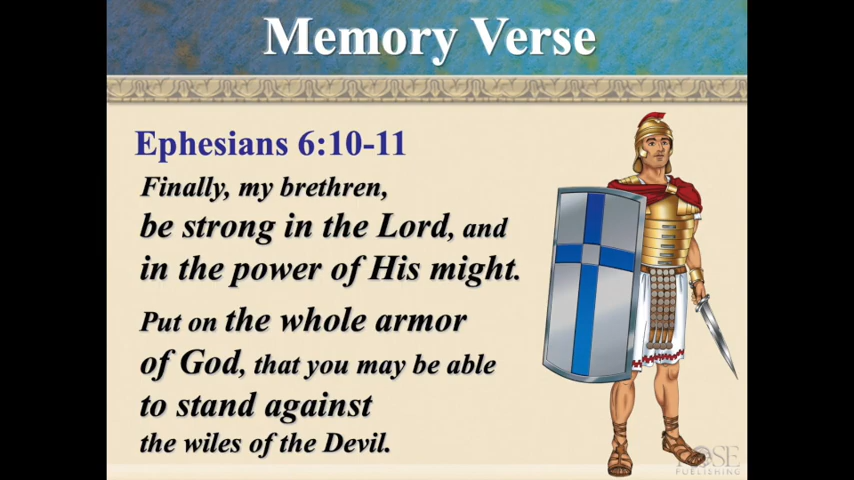 Memory Verse
Ephesians 6:10-11
Finally, my brethren,
be strong in the Lord, and
in the power of His might.
Put on the whole armor
of God, that you may be able
to stand against
the wiles of the Devil.
ROSE
PUBLISHING